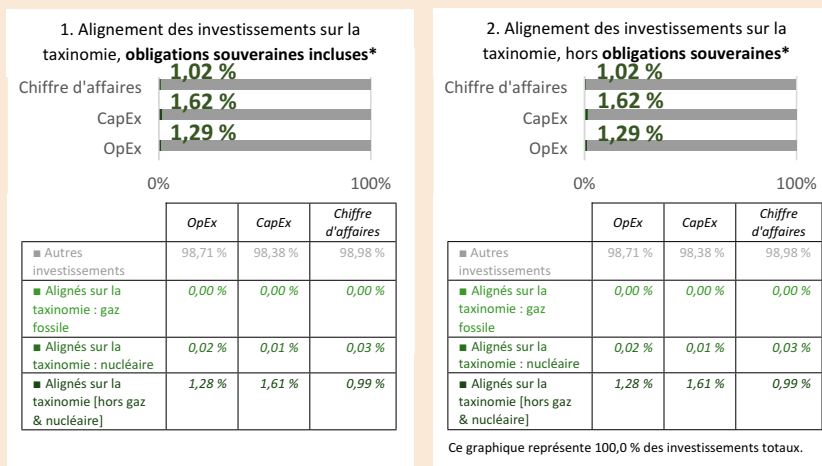 1. Alignement des investissements sur la
taxinomie, obligations souveraines incluses*
1,02 %
Chiffre d'affaires
1,62 %
CapEx
1,29 %
OpEx
0% 100%
OpEx CapEx Chiffre
d'affaires
■ Autres 98,71 % 98,38 % 98,98 %
investissements
■ Alignés sur la 0,00 % 0,00 % 0,00 %
taxinomie : gaz
fossile
■ Alignés sur la 0,02 % 0,01 % 0,03 %
taxinomie : nucléaire
■ Alignés sur la 1,28 % 1,61 % 0,99 %
taxinomie [hors gaz
& nucléaire]
2. Alignement des investissements sur la
taxinomie, hors obligations souveraines*
1,02 %
Chiffre d'affaires
1,62 %
CapEx
1,29 %
OpEx
0% 100%
OpEx CapEx Chiffre
d'affaires
■ Autres 98,71 % 98,38 % 98,98 %
investissements
■ Alignés sur la 0,00 % 0,00 % 0,00 %
taxinomie : gaz
fossile
■ Alignés sur la 0,02 % 0,01 % 0,03 %
taxinomie : nucléaire
■ Alignés sur la 1,28 % 1,61 % 0,99 %
taxinomie [hors gaz
& nucléaire]
Ce graphique représente 100,0 % des investissements totaux.